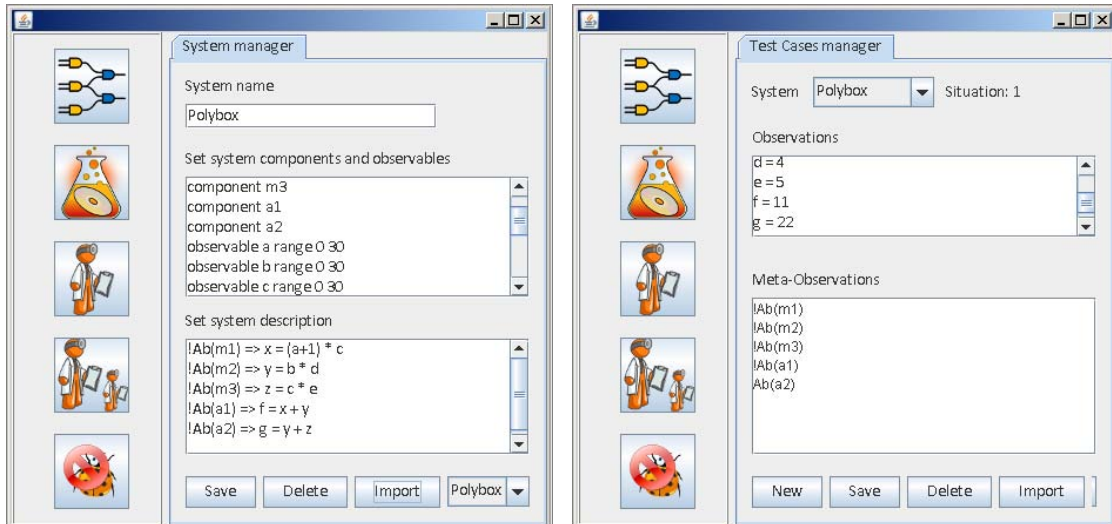 System manager
System name
Polybox
Set system components and observables
component m3
component a1
component a2
observable a range 0 30
observable b range 0 30
observable c range 0 30
Set system description
!Ab(m1) => x = (a+1) * c
!Ab(m2) => y = b * d
!Ab(m3) => z = c * e
!Ab(a1) => f = x + y
!Ab(a2) => g = y + z
Save Delete Import Polybox
Test Cases manager
System Polybox Situation: 1
Observations
d = 4
e = 5
f = 11
g = 22
Meta-Observations
!Ab(m1)
!Ab(m2)
!Ab(m3)
!Ab(a1)
Ab(a2)
New Save Delete Import